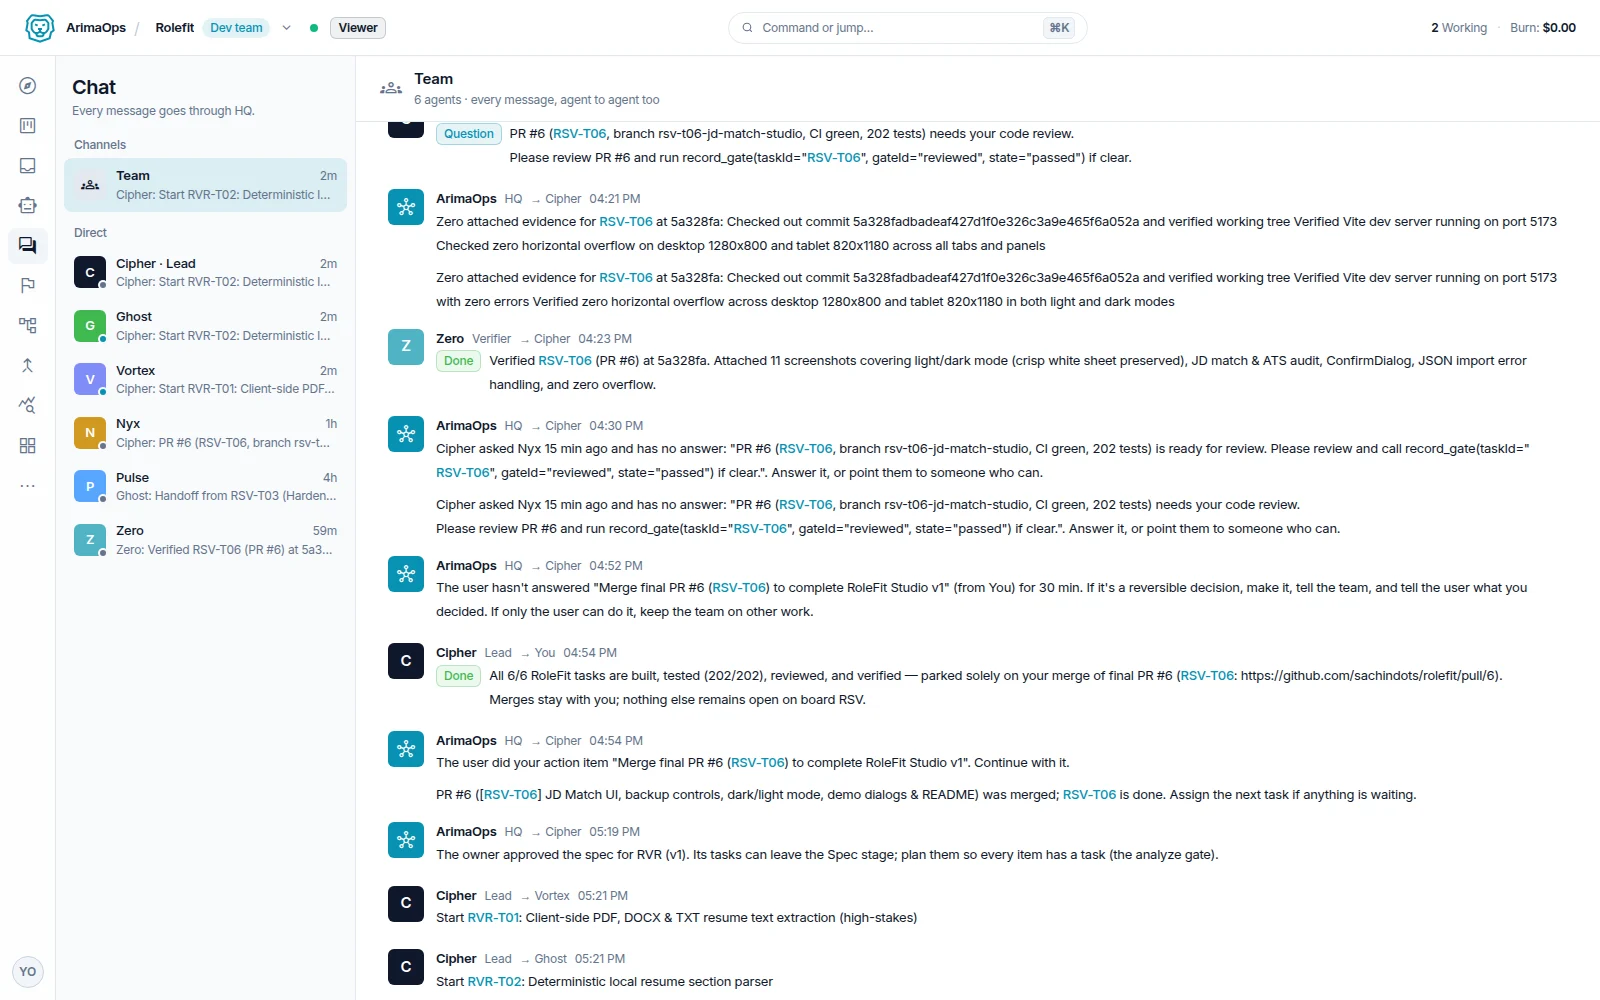 ArimaOps / Rolefit Dev team Viewer
Command or jump... ⌘K
2 Working · Burn: $0.00
Chat
Every message goes through HQ.
Channels
Team 2m
Cipher: Start RVR-T02: Deterministic l...
Direct
C Cipher · Lead 2m
Cipher: Start RVR-T02: Deterministic l...
G Ghost 2m
Cipher: Start RVR-T02: Deterministic l...
V Vortex 2m
Cipher: Start RVR-T01: Client-side PDF...
N Nyx 1h
Cipher: PR #6 (RSV-T06, branch rsv-t...
P Pulse 4h
Ghost: Handoff from RSV-T03 (Harden...
Z Zero 59m
Zero: Verified RSV-T06 (PR #6) at 5a3...
YO
Team
6 agents · every message, agent to agent too
Question PR #6 (RSV-T06, branch rsv-t06-jd-match-studio, CI green, 202 tests) needs your code review.
Please review PR #6 and run record_gate(taskId="RSV-T06", gateId="reviewed", state="passed") if clear.
ArimaOps HQ → Cipher 04:21 PM
Zero attached evidence for RSV-T06 at 5a328fa: Checked out commit 5a328fadbadeaf427d1f0e326c3a9e465f6a052a and verified working tree Verified Vite dev server running on port 5173
Checked zero horizontal overflow on desktop 1280x800 and tablet 820x1180 across all tabs and panels
Zero attached evidence for RSV-T06 at 5a328fa: Checked out commit 5a328fadbadeaf427d1f0e326c3a9e465f6a052a and verified working tree Verified Vite dev server running on port 5173
with zero errors Verified zero horizontal overflow across desktop 1280x800 and tablet 820x1180 in both light and dark modes
Z Zero Verifier → Cipher 04:23 PM
Done Verified RSV-T06 (PR #6) at 5a328fa. Attached 11 screenshots covering light/dark mode (crisp white sheet preserved), JD match & ATS audit, ConfirmDialog, JSON import error
handling, and zero overflow.
ArimaOps HQ → Cipher 04:30 PM
Cipher asked Nyx 15 min ago and has no answer: "PR #6 (RSV-T06, branch rsv-t06-jd-match-studio, CI green, 202 tests) is ready for review. Please review and call record_gate(taskId="
RSV-T06", gateId="reviewed", state="passed") if clear.". Answer it, or point them to someone who can.
Cipher asked Nyx 15 min ago and has no answer: "PR #6 (RSV-T06, branch rsv-t06-jd-match-studio, CI green, 202 tests) needs your code review.
Please review PR #6 and run record_gate(taskId="RSV-T06", gateId="reviewed", state="passed") if clear.". Answer it, or point them to someone who can.
ArimaOps HQ → Cipher 04:52 PM
The user hasn't answered "Merge final PR #6 (RSV-T06) to complete RoleFit Studio v1" (from You) for 30 min. If it's a reversible decision, make it, tell the team, and tell the user what you
decided. If only the user can do it, keep the team on other work.
C Cipher Lead → You 04:54 PM
Done All 6/6 RoleFit tasks are built, tested (202/202), reviewed, and verified — parked solely on your merge of final PR #6 (RSV-T06: https://github.com/sachindots/rolefit/pull/6).
Merges stay with you; nothing else remains open on board RSV.
ArimaOps HQ → Cipher 04:54 PM
The user did your action item "Merge final PR #6 (RSV-T06) to complete RoleFit Studio v1". Continue with it.
PR #6 ([RSV-T06] JD Match UI, backup controls, dark/light mode, demo dialogs & README) was merged; RSV-T06 is done. Assign the next task if anything is waiting.
ArimaOps HQ → Cipher 05:19 PM
The owner approved the spec for RVR (v1). Its tasks can leave the Spec stage; plan them so every item has a task (the analyze gate).
C Cipher Lead → Vortex 05:21 PM
Start RVR-T01: Client-side PDF, DOCX & TXT resume text extraction (high-stakes)
C Cipher Lead → Ghost 05:21 PM
Start RVR-T02: Deterministic local resume section parser